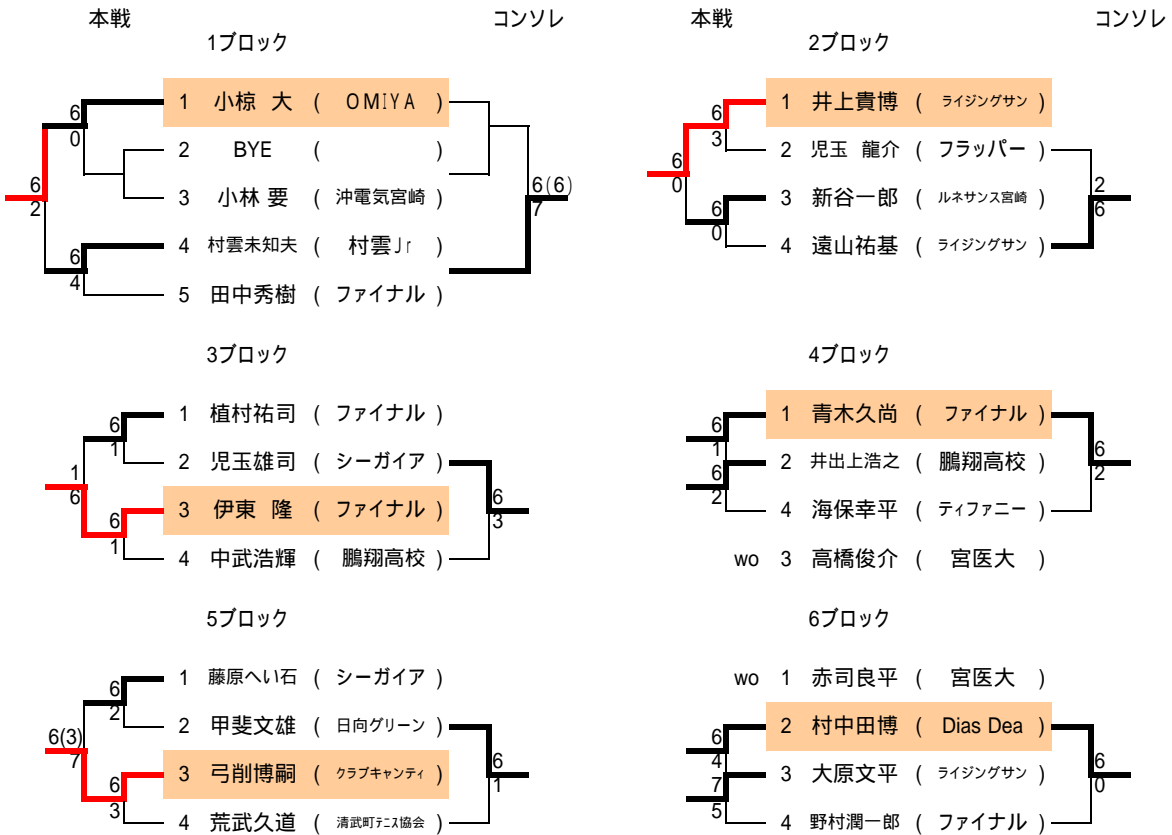 本戦 コンソレ 本戦 コンソレ
1ブロック 2ブロック
1 小椋 大 ( OMIYA )
6
0
2 BYE ( )
3 小林 要 ( 沖電気宮崎 )
6
2
6(6)
7
4 村雲未知夫 ( 村雲Jr )
6
4
5 田中秀樹 ( ファイナル )
1 井上貴博 ( ライジングサン )
6
3
2 児玉 龍介 ( フラッパー )
6
0
2
6
3 新谷一郎 ( ルネサンス宮崎 )
6
0
4 遠山祐基 ( ライジングサン )
3ブロック 4ブロック
1 植村祐司 ( ファイナル )
6
1
2 児玉雄司 ( シーガイア )
1
6
6
3
3 伊東 隆 ( ファイナル )
6
1
4 中武浩輝 ( 鵬翔高校 )
1 青木久尚 ( ファイナル )
6
1
2 井出上浩之 ( 鵬翔高校 )
6
2
6
2
4 海保幸平 ( ティファニー )
wo 3 高橋俊介 ( 宮医大 )
5ブロック 6ブロック
1 藤原へい石 ( シーガイア )
6
2
2 甲斐文雄 ( 日向グリーン )
6(3)
7
6
1
3 弓削博嗣 ( クラブキャンティ )
6
3
4 荒武久道 ( 清武町テニス協会 )
wo 1 赤司良平 ( 宮医大 )
2 村中田博 ( Dias Dea )
6
4
6
0
3 大原文平 ( ライジングサン )
7
5
4 野村潤一郎 ( ファイナル )